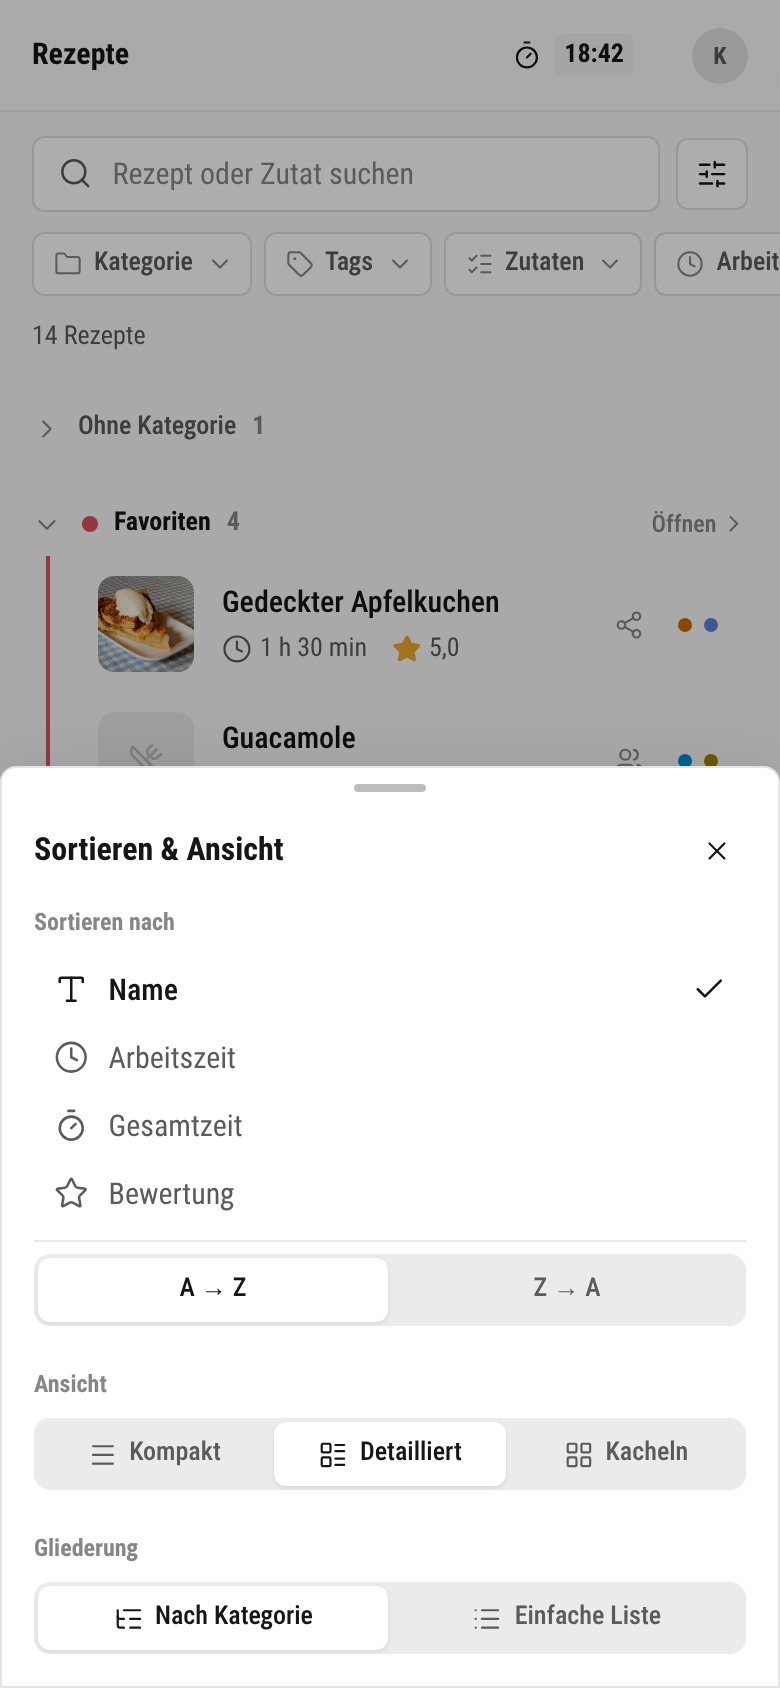 Rezepte
18:42
K
Rezept oder Zutat suchen
Kategorie
Tags
Zutaten
Arbeit
14 Rezepte
Ohne Kategorie 1
Favoriten 4
Öffnen
Gedeckter Apfelkuchen
1 h 30 min
5,0
Guacamole
Sortieren & Ansicht
Sortieren nach
Name
Arbeitszeit
Gesamtzeit
Bewertung
A → Z
Z → A
Ansicht
Kompakt
Detailliert
Kacheln
Gliederung
Nach Kategorie
Einfache Liste